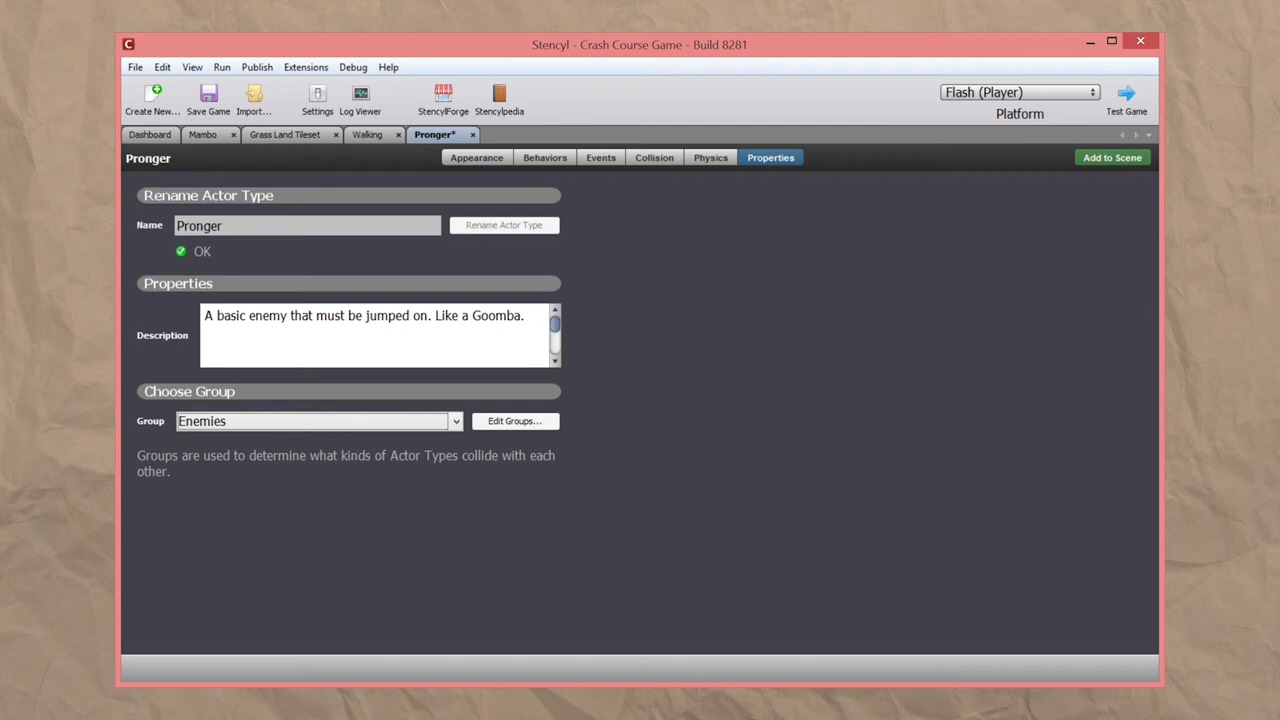 C
Stencyl - Crash Course Game - Build 8281
File Edit View Run Publish Extensions Debug Help
Create New... Save Game Import... Settings Log Viewer StencylForge Stencylpedia
Flash (Player)
Platform
Test Game
Dashboard Mambo Grass Land Tileset Walking Pronger*
Pronger Appearance Behaviors Events Collision Physics Properties Add to Scene
Rename Actor Type
Name Pronger Rename Actor Type
OK
Properties
Description A basic enemy that must be jumped on. Like a Goomba.
Choose Group
Group Enemies Edit Groups...
Groups are used to determine what kinds of Actor Types collide with each
other.